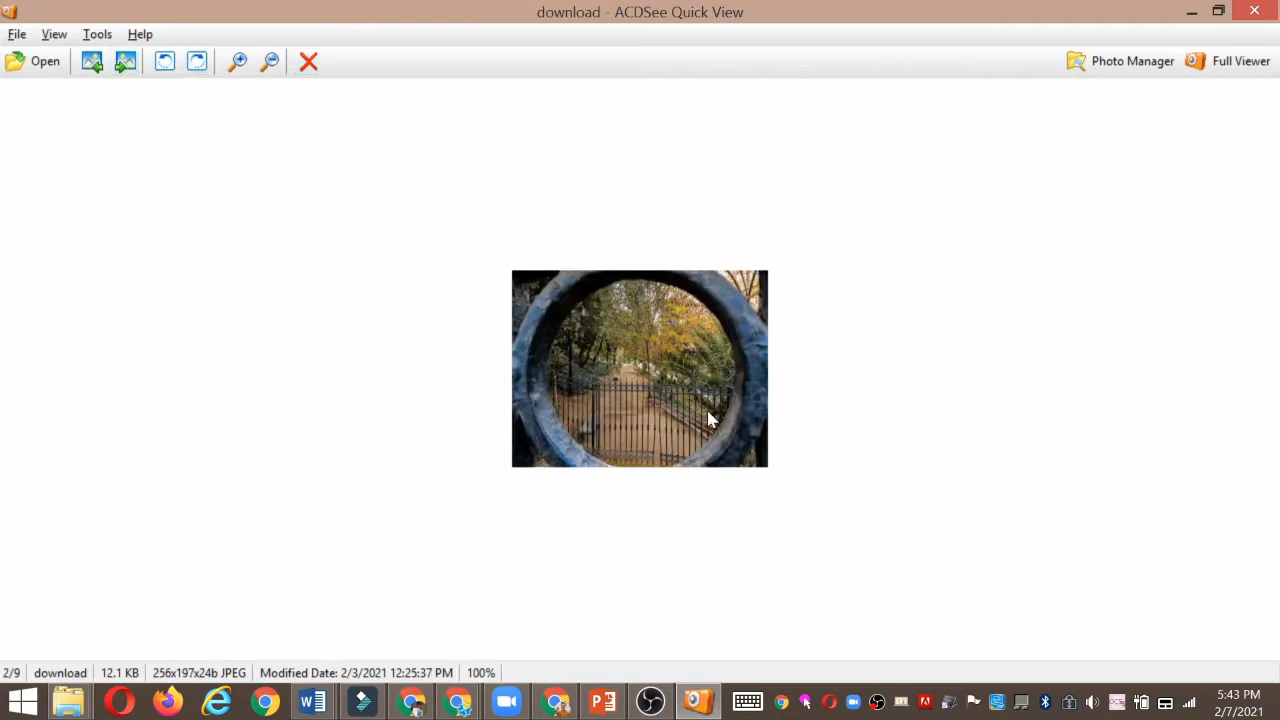 download - ACDSee Quick View
File View Tools Help
Open Photo Manager Full Viewer
2/9 download 12.1 KB 256x197x24b JPEG Modified Date: 2/3/2021 12:25:37 PM 100%
5:43 PM
2/7/2021